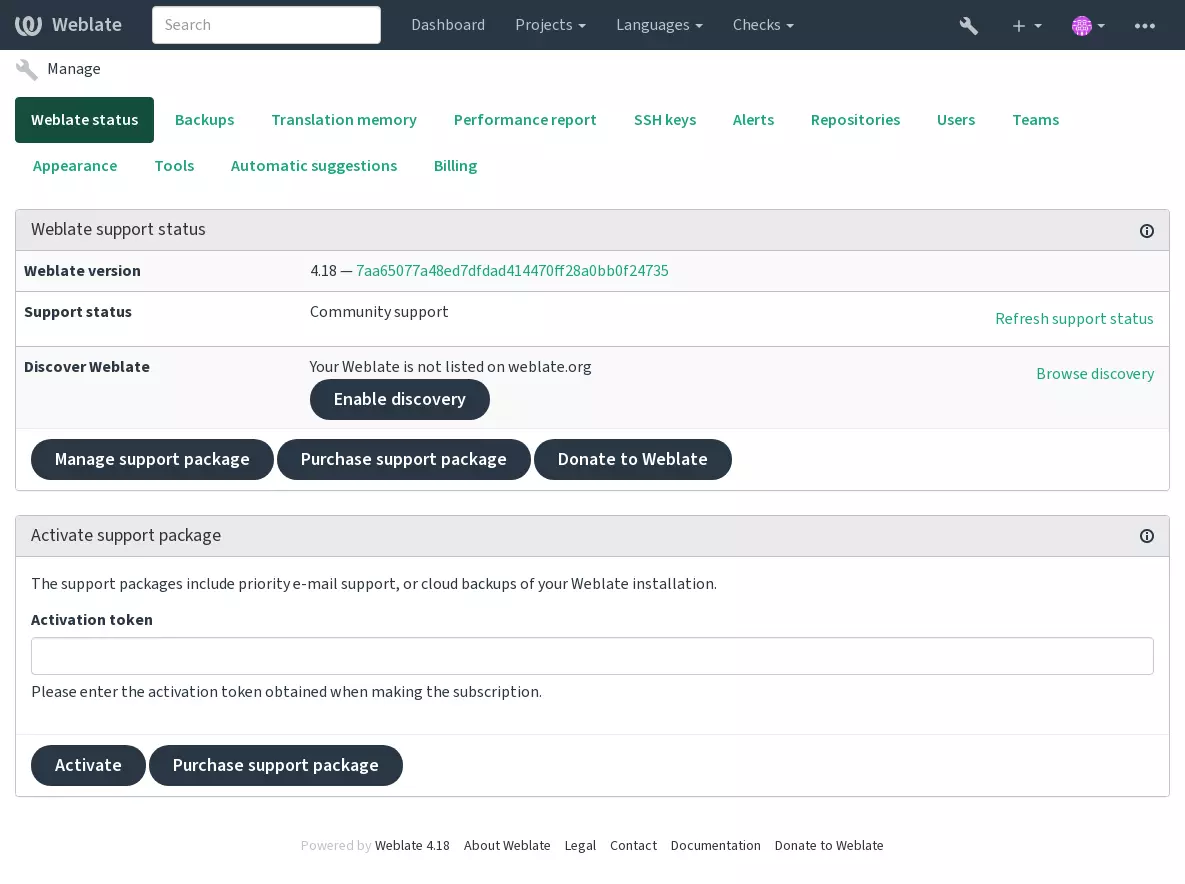 Weblate Search Dashboard Projects Languages Checks
Manage
Weblate status Backups Translation memory Performance report SSH keys Alerts Repositories Users Teams
Appearance Tools Automatic suggestions Billing
Weblate support status
Weblate version 4.18 — 7aa65077a48ed7dfdad414470ff28a0bb0f24735
Support status Community support Refresh support status
Discover Weblate Your Weblate is not listed on weblate.org Browse discovery
Enable discovery
Manage support package Purchase support package Donate to Weblate
Activate support package
The support packages include priority e-mail support, or cloud backups of your Weblate installation.
Activation token
Please enter the activation token obtained when making the subscription.
Activate Purchase support package
Powered by Weblate 4.18 About Weblate Legal Contact Documentation Donate to Weblate